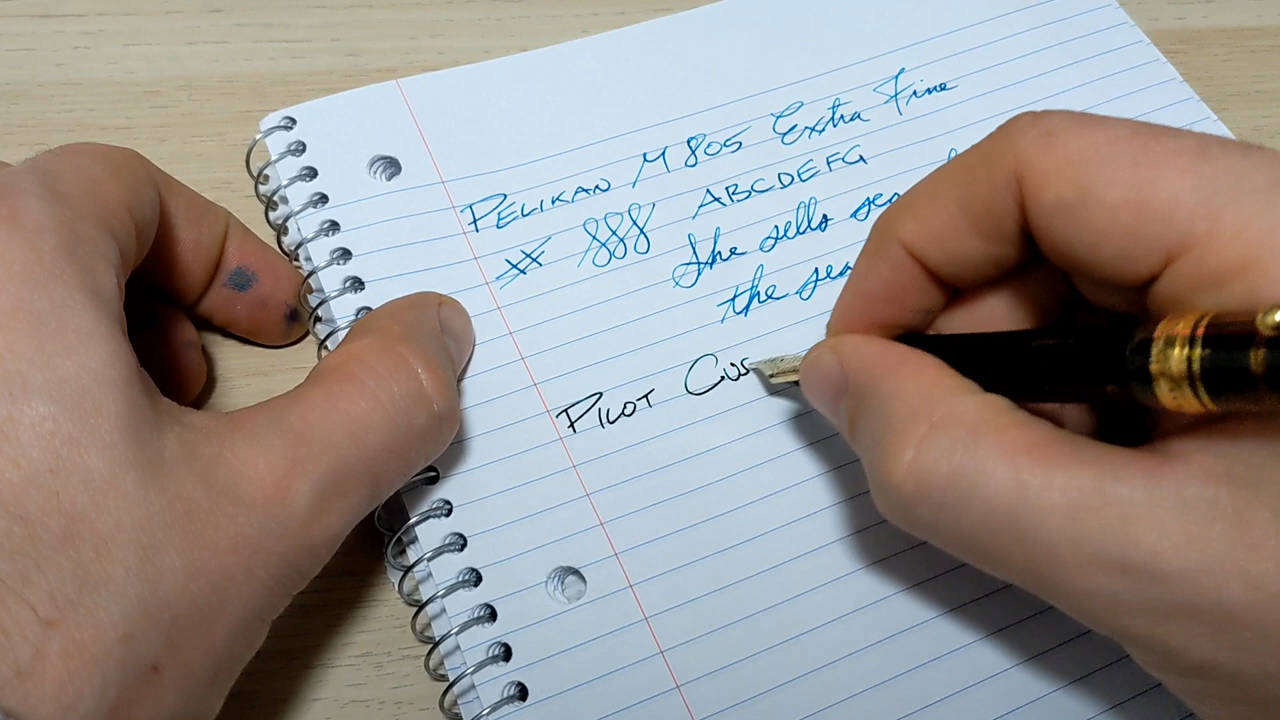 PELIKAN M805 Extra Fine
# 888 ABCDEFG
She sells
the
PILOT CUS